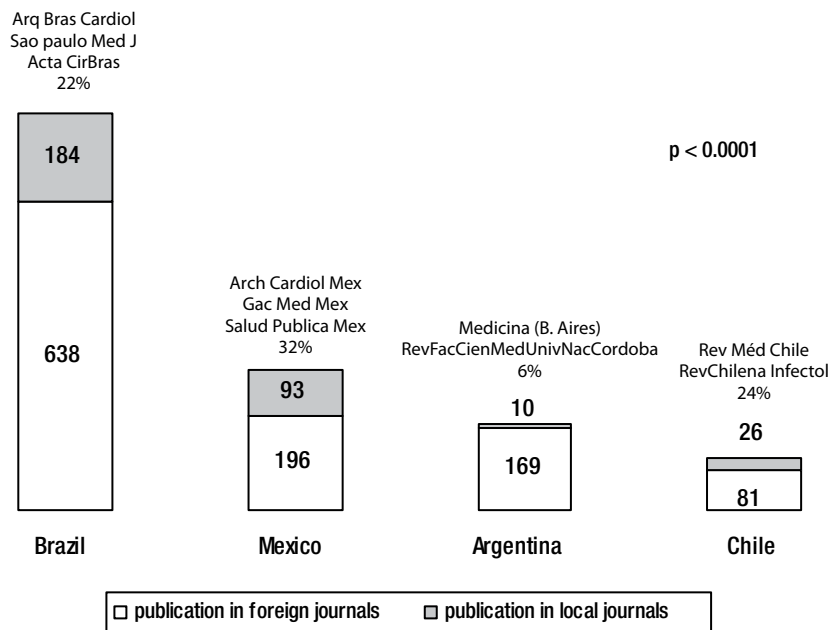 Arq Bras Cardiol
Sao paulo Med J
Acta CirBras
22%
184
638
Brazil
Arch Cardiol Mex
Gac Med Mex
Salud Publica Mex
32%
93
196
Mexico
Medicina (B. Aires)
RevFacCienMedUnivNacCordoba
6%
10
169
Argentina
p < 0.0001
Rev Méd Chile
RevChilena Infectol
24%
26
81
Chile
publication in foreign journals
publication in local journals